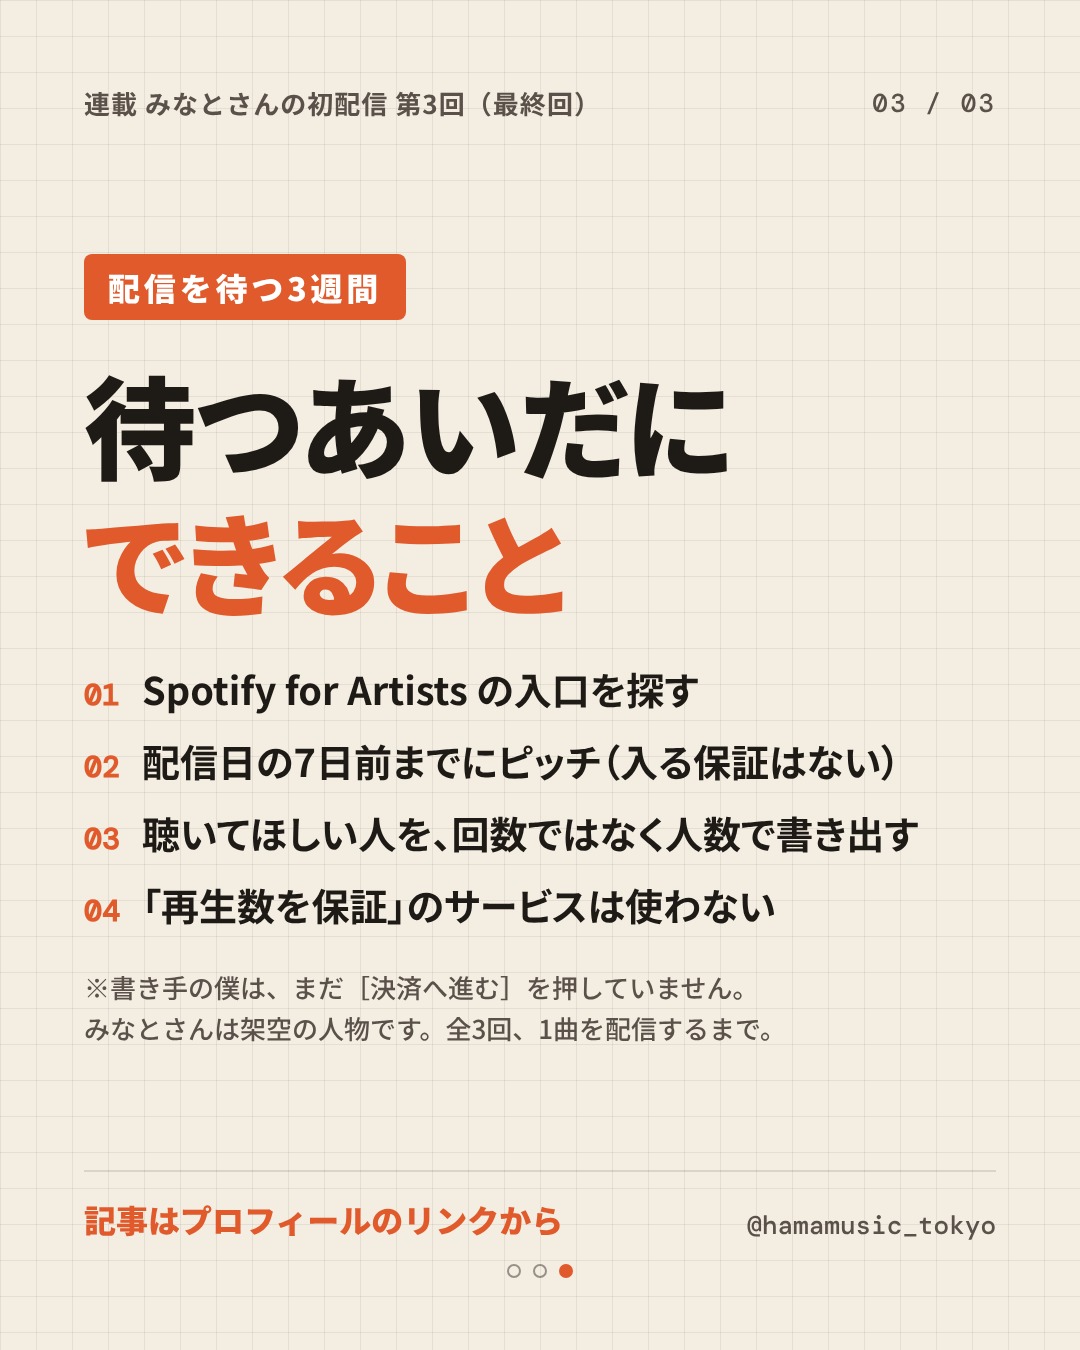 連載 みなとさんの初配信 第3回（最終回）
03 / 03
配信を待つ3週間
待つあいだに
できること
01 Spotify for Artists の入口を探す
02 配信日の7日前までにピッチ（入る保証はない）
03 聴いてほしい人を、回数ではなく人数で書き出す
04 「再生数を保証」のサービスは使わない
※書き手の僕は、まだ［決済へ進む］を押していません。
みなとさんは架空の人物です。全3回、1曲を配信するまで。
記事はプロフィールのリンクから
@hamamusic_tokyo